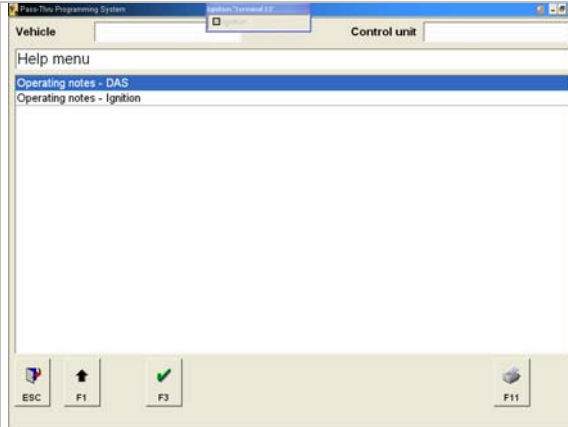 Pass-Thru Programming System
Ignition "Terminal 15"
Ignition
Vehicle
Control unit
Help menu
Operating notes - DAS
Operating notes - Ignition
ESC
F1
F3
F11